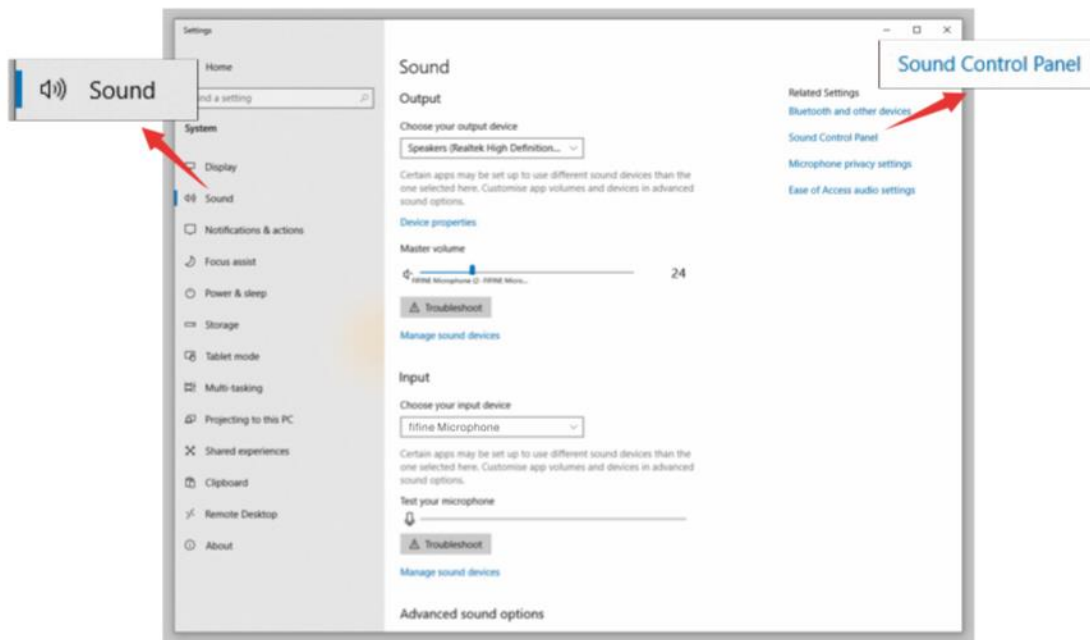 Settings
Home
Sound
Sound Control Panel
nd a setting
System
Display
Sound
Notifications & actions
Focus assist
Power & sleep
Storage
Tablet mode
Multi-tasking
Projecting to this PC
Shared experiences
Clipboard
Remote Desktop
About
Sound
Output
Choose your output device
Speakers (Realtek High Definition...
Certain apps may be set up to use different sound devices than the
one selected here. Customise app volumes and devices in advanced
sound options.
Device properties
Master volume
24
fifine Microphone (2- FIFINE Micro...
Troubleshoot
Manage sound devices
Input
Choose your input device
fifine Microphone
Certain apps may be set up to use different sound devices than the
one selected here. Customise app volumes and devices in advanced
sound options.
Test your microphone
Troubleshoot
Manage sound devices
Advanced sound options
Related Settings
Bluetooth and other devices
Sound Control Panel
Microphone privacy settings
Ease of Access audio settings